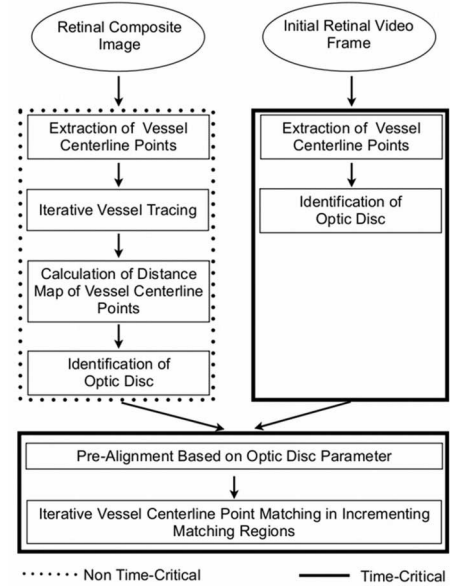 Retinal Composite
Image
Initial Retinal Video
Frame
Extraction of Vessel
Centerline Points
Iterative Vessel Tracing
Calculation of Distance
Map of Vessel Centerline
Points
Identification of
Optic Disc
Extraction of Vessel
Centerline Points
Identification of
Optic Disc
Pre-Alignment Based on Optic Disc Parameter
Iterative Vessel Centerline Point Matching in Incrementing
Matching Regions
Non Time-Critical
Time-Critical